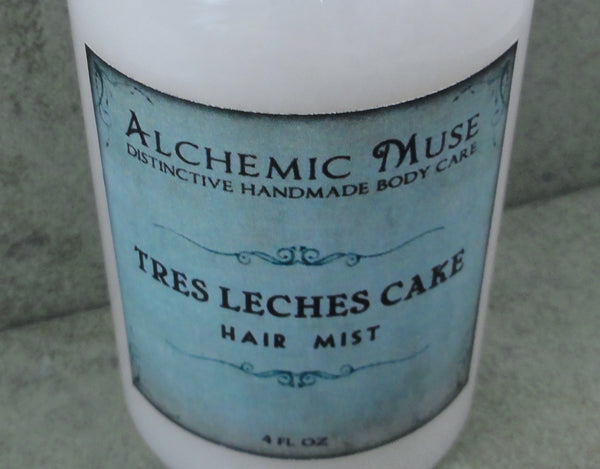 ALCHEMIC MUSE
DISTINCTIVE HANDMADE BODY CARE
TRES LECHES CAKE
HAIR MIST
4 FL OZ